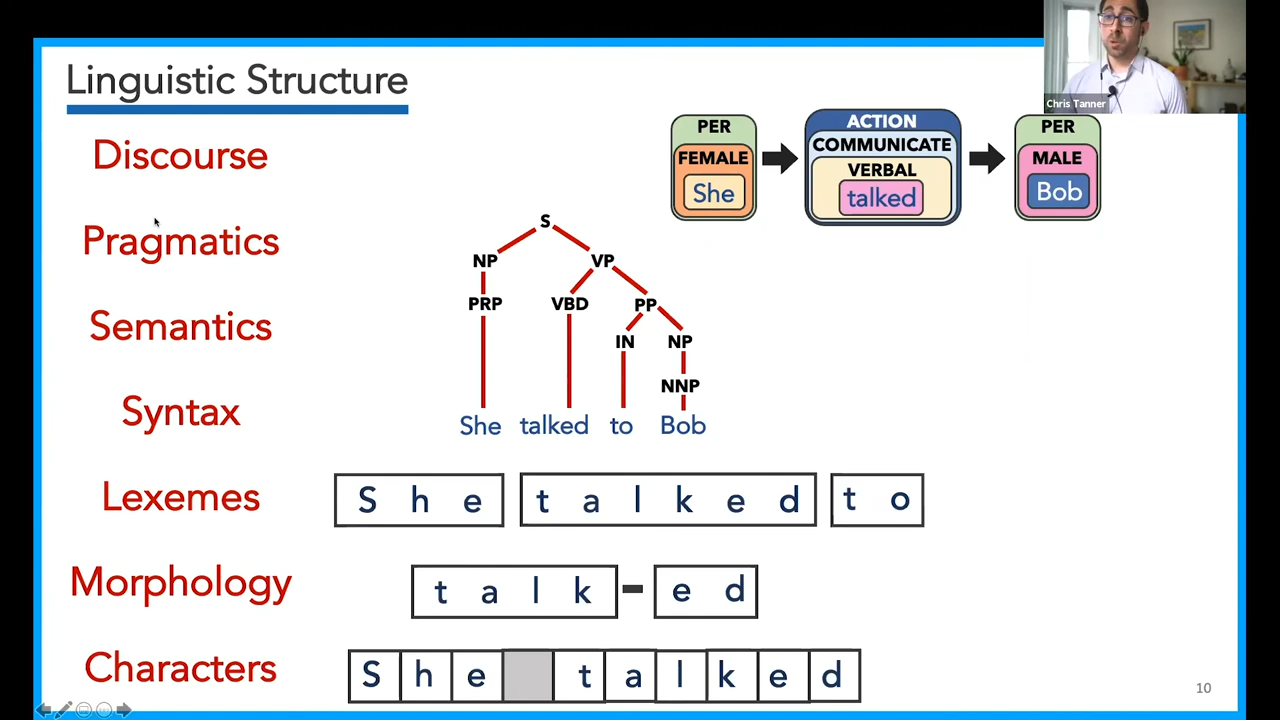 Linguistic Structure
Chris Tanner
Discourse
PER ACTION PER
FEMALE COMMUNICATE MALE
VERBAL
She talked Bob
Pragmatics
S
NP VP
PRP VBD PP
Semantics
IN NP
NNP
Syntax
She talked to Bob
Lexemes
S h e t a l k e d t o
Morphology
t a l k - e d
Characters
S h e t a l k e d
10